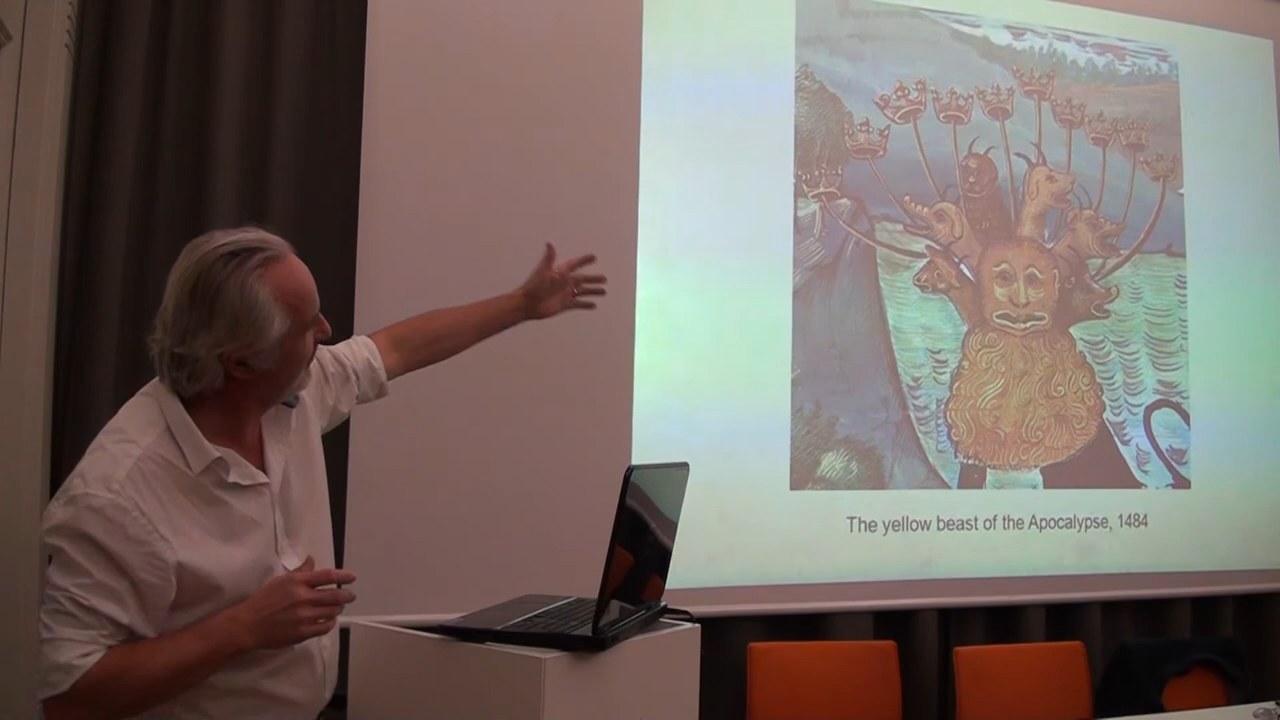 The yellow beast of the Apocalypse, 1484